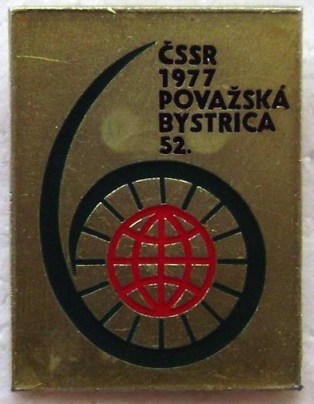 ČSSR
1977
POVAŽSKÁ
BYSTRICA
52.